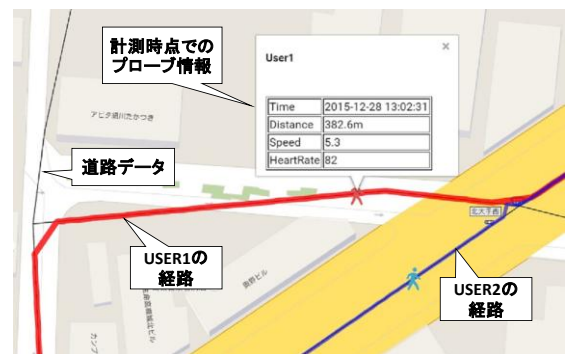 計測時点での
プローブ情報
User1
×
Time 2015-12-28 13:02:31
Distance 382.6m
Speed 5.3
HeartRate 82
道路データ
USER1の
経路
USER2の
経路